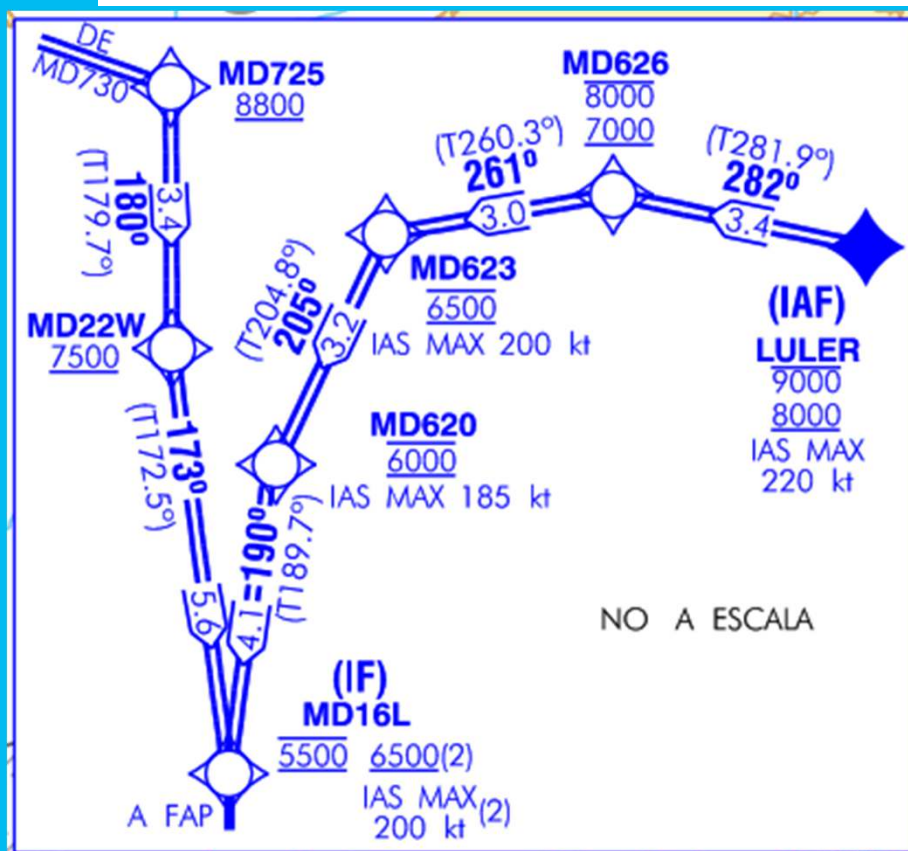 DE
MD730
MD725
8800
(T179.7°)
180°
3.4
MD22W
7500
(T172.5°)
173°
5.6
MD626
8000
7000
(T260.3°)
261°
3.0
(T281.9°)
282°
3.4
(IAF)
LULER
9000
8000
IAS MAX
220 kt
MD623
6500
IAS MAX 200 kt
(T204.8°)
205°
3.2
MD620
6000
IAS MAX 185 kt
190°
(T189.7°)
4.1
NO A ESCALA
(IF)
MD16L
5500 6500(2)
IAS MAX (2)
200 kt
A FAP